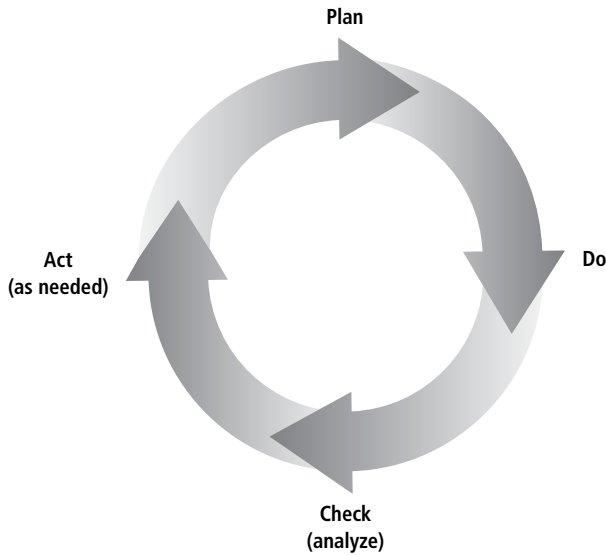 Plan
Do
Check
(analyze)
Act
(as needed)